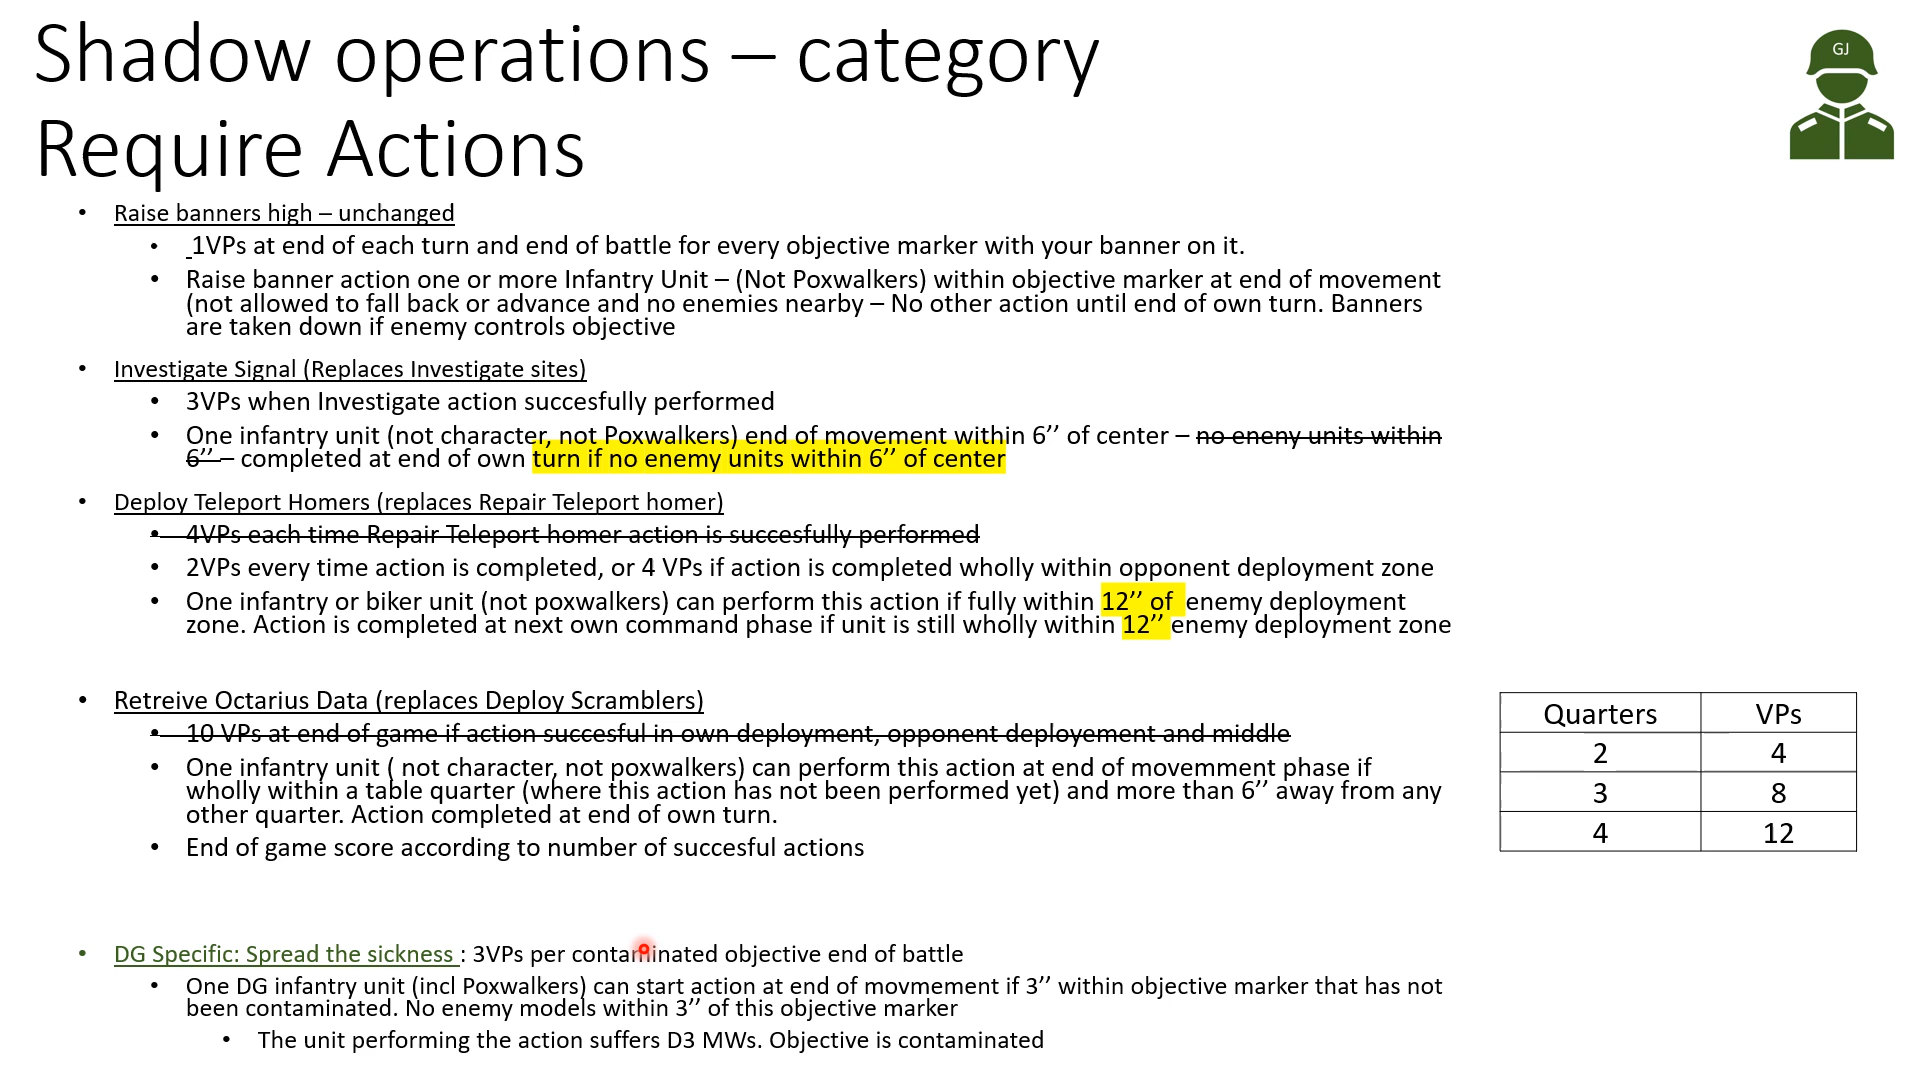 Shadow operations – category
Require Actions
GJ
• Raise banners high – unchanged
• 1VPs at end of each turn and end of battle for every objective marker with your banner on it.
• Raise banner action one or more Infantry Unit – (Not Poxwalkers) within objective marker at end of movement
(not allowed to fall back or advance and no enemies nearby – No other action until end of own turn. Banners
are taken down if enemy controls objective
• Investigate Signal (Replaces Investigate sites)
• 3VPs when Investigate action succesfully performed
• One infantry unit (not character, not Poxwalkers) end of movement within 6’’ of center – no eneny units within
6’’ – completed at end of own turn if no enemy units within 6’’ of center
• Deploy Teleport Homers (replaces Repair Teleport homer)
• 4VPs each time Repair Teleport homer action is succesfully performed
• 2VPs every time action is completed, or 4 VPs if action is completed wholly within opponent deployment zone
• One infantry or biker unit (not poxwalkers) can perform this action if fully within 12’’ of enemy deployment
zone. Action is completed at next own command phase if unit is still wholly within 12’’ enemy deployment zone
• Retreive Octarius Data (replaces Deploy Scramblers)
• 10 VPs at end of game if action succesful in own deployment, opponent deployement and middle
• One infantry unit ( not character, not poxwalkers) can perform this action at end of movemment phase if
wholly within a table quarter (where this action has not been performed yet) and more than 6’’ away from any
other quarter. Action completed at end of own turn.
• End of game score according to number of succesful actions
Quarters VPs
2 4
3 8
4 12
• DG Specific: Spread the sickness : 3VPs per contaminated objective end of battle
• One DG infantry unit (incl Poxwalkers) can start action at end of movmement if 3’’ within objective marker that has not
been contaminated. No enemy models within 3’’ of this objective marker
• The unit performing the action suffers D3 MWs. Objective is contaminated